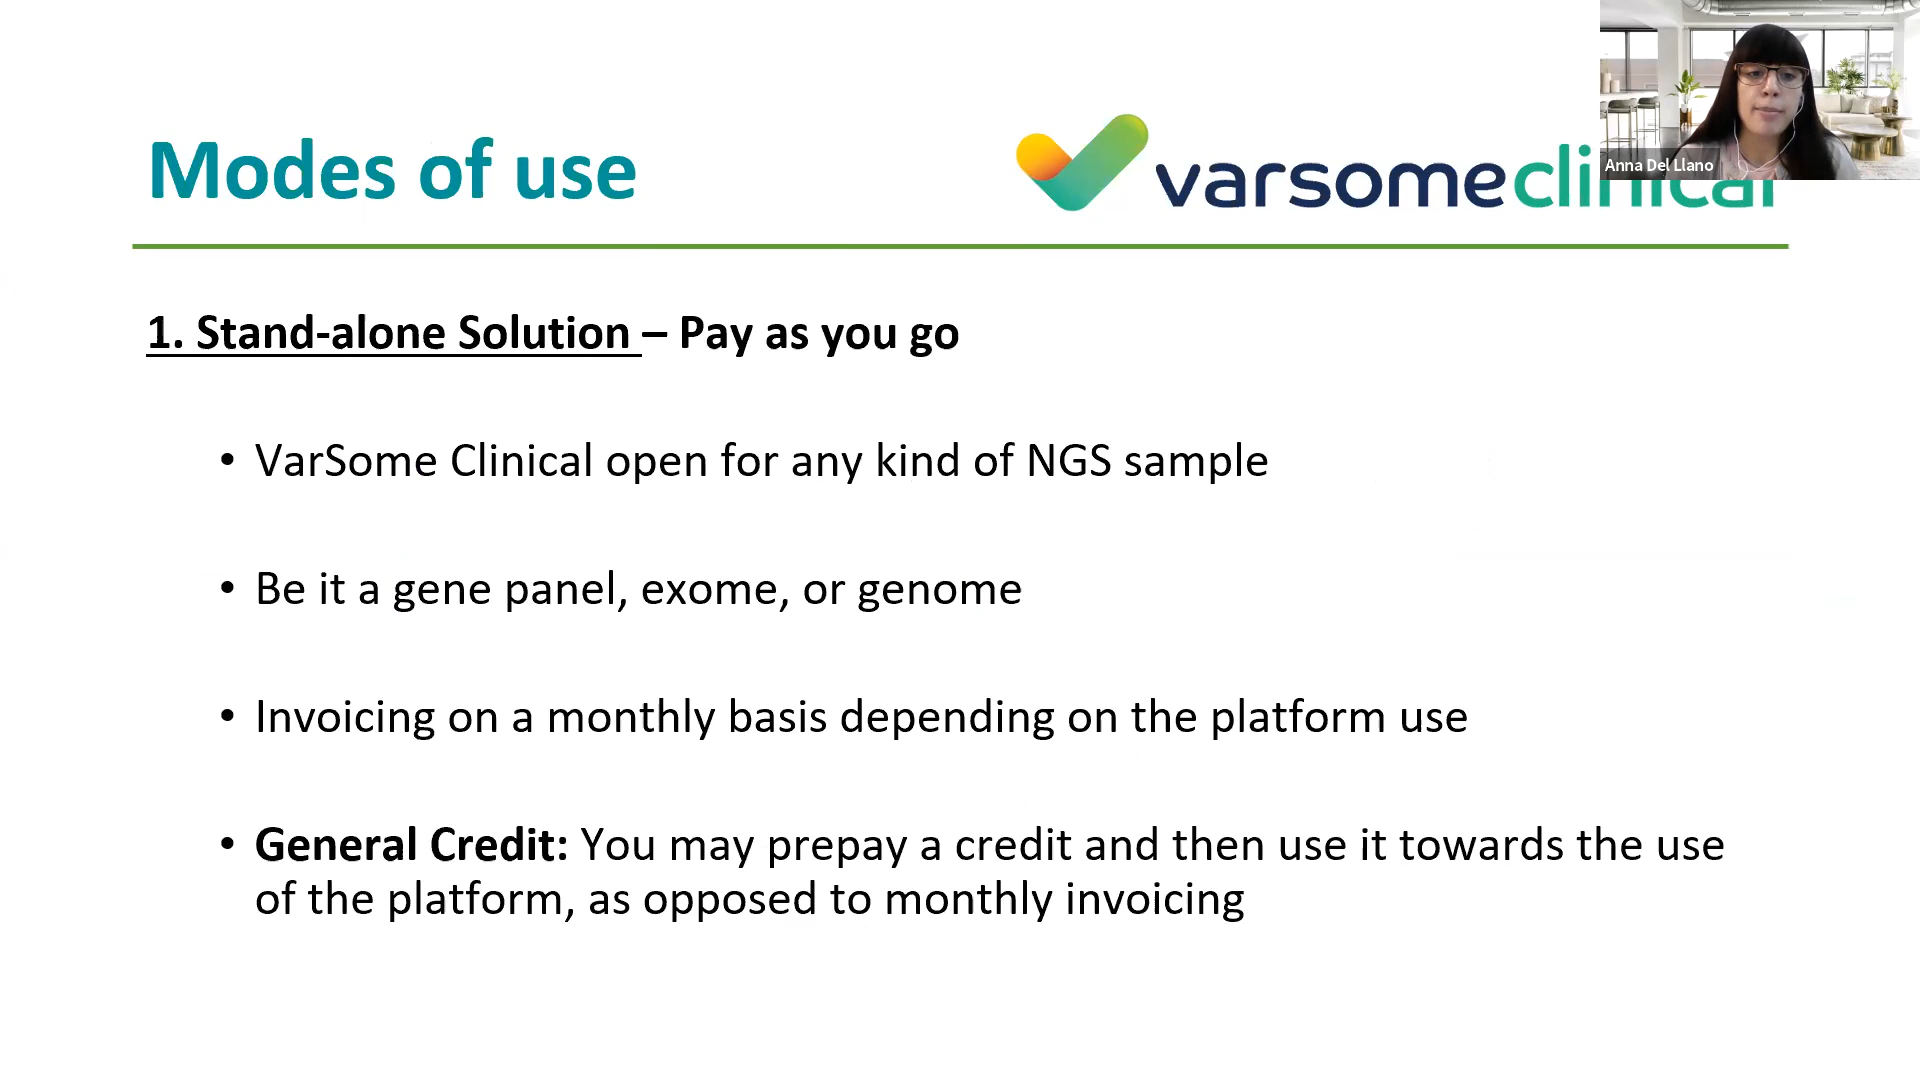 Modes of use
varsomeclinical
Anna Del Llano
1. Stand-alone Solution – Pay as you go
• VarSome Clinical open for any kind of NGS sample
• Be it a gene panel, exome, or genome
• Invoicing on a monthly basis depending on the platform use
• General Credit: You may prepay a credit and then use it towards the use
of the platform, as opposed to monthly invoicing